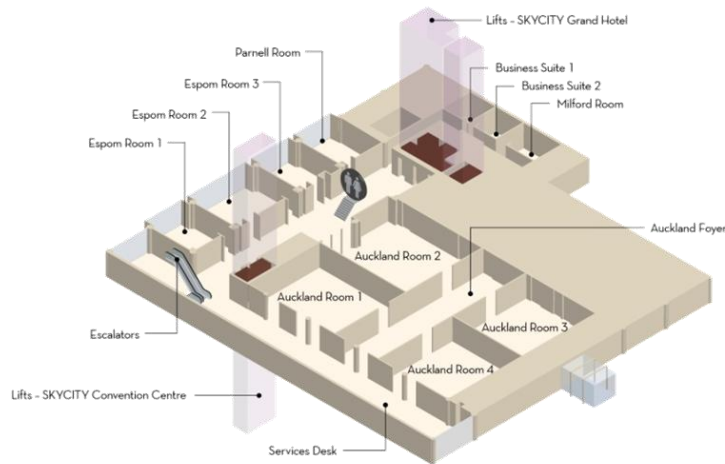 Lifts - SKYCITY Grand Hotel
Parnell Room
Business Suite 1
Espom Room 3
Business Suite 2
Milford Room
Espom Room 2
Espom Room 1
Auckland Foyer
Auckland Room 2
Auckland Room 1
Auckland Room 3
Escalators
Auckland Room 4
Lifts - SKYCITY Convention Centre
Services Desk